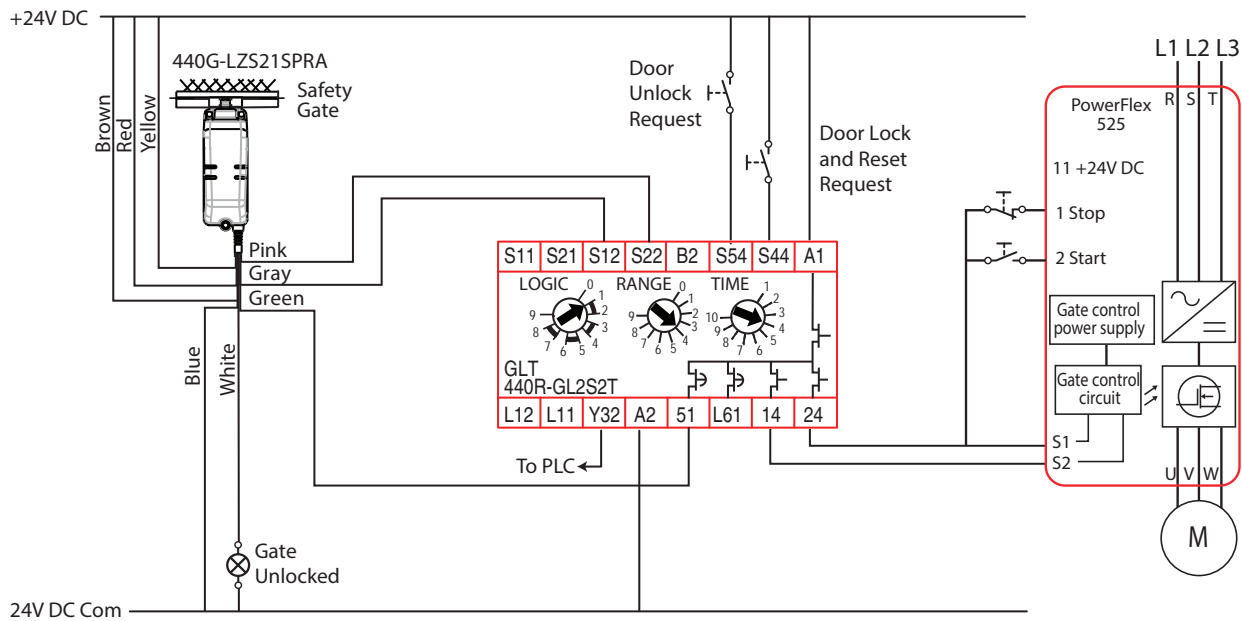 +24V DC
440G-LZS21SPRA
Safety
Gate
Brown
Red
Yellow
Pink
Gray
Green
Blue
White
Gate
Unlocked
24V DC Com
Door
Unlock
Request
Door Lock
and Reset
Request
S11 S21 S12 S22 B2 S54 S44 A1
LOGIC RANGE TIME
0 1 2 3 4 5 6 7 8 9
0 1 2 3 4 5 6 7 8 9
1 2 3 4 5 6 7 8 9 10
GLT
440R-GL2S2T
L12 L11 Y32 A2 51 L61 14 24
To PLC
L1 L2 L3
R S T
PowerFlex
525
11 +24V DC
1 Stop
2 Start
Gate control
power supply
Gate control
circuit
S1
S2
U V W
M